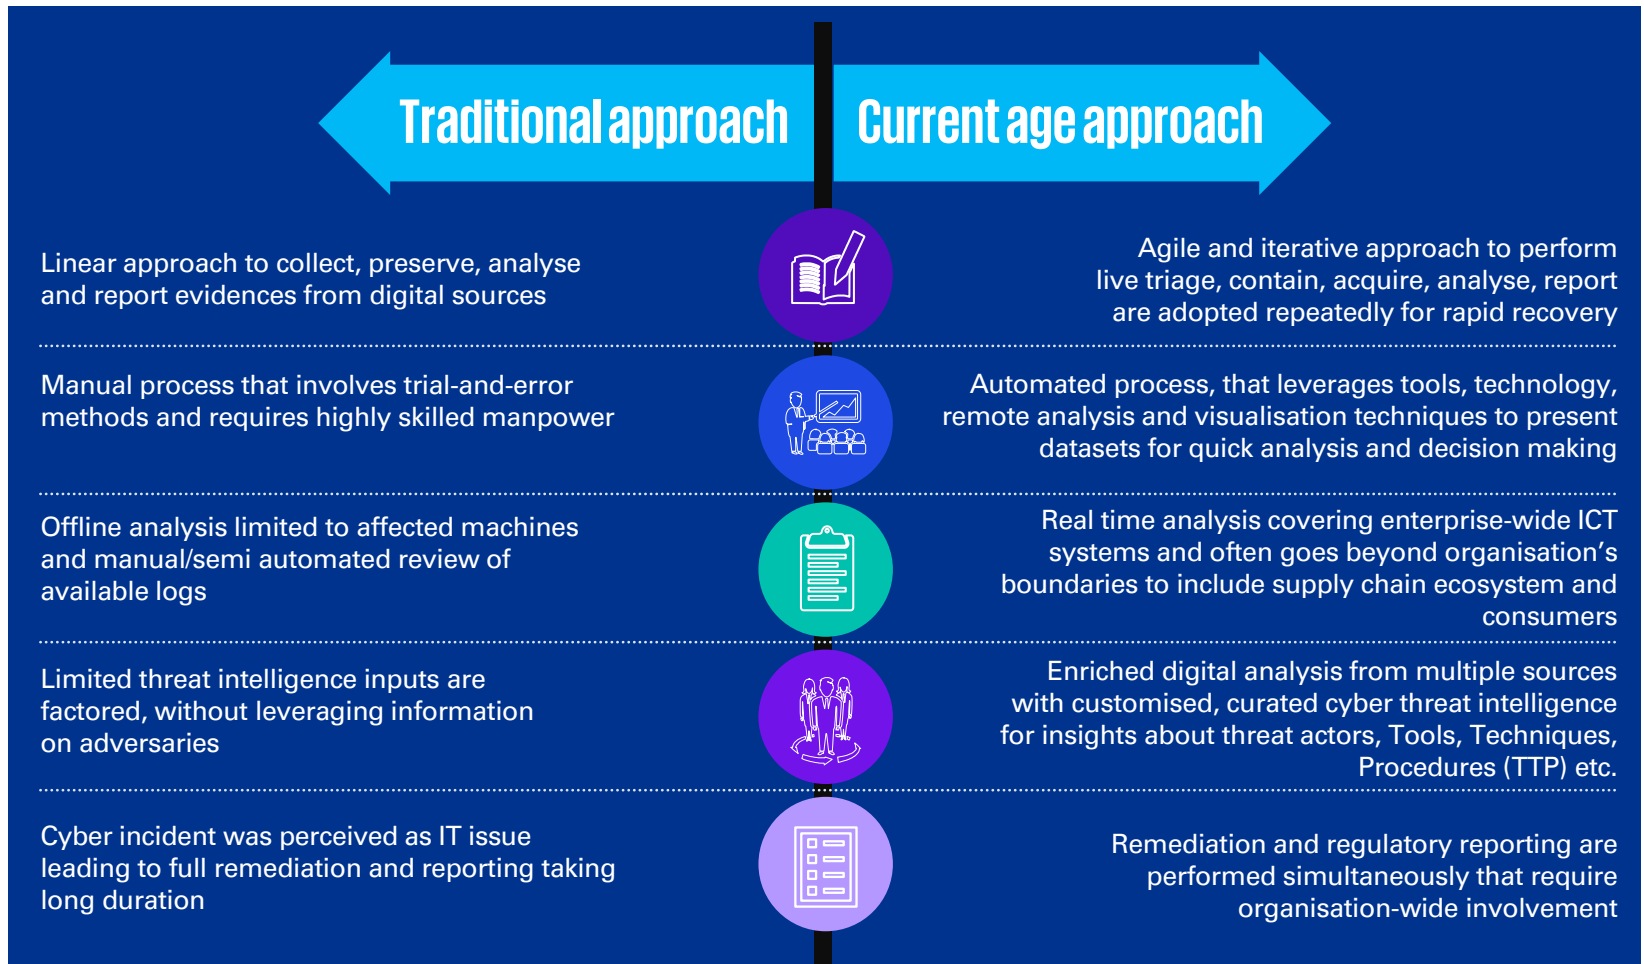 Traditional approach
Current age approach
Linear approach to collect, preserve, analyse
and report evidences from digital sources
Agile and iterative approach to perform
live triage, contain, acquire, analyse, report
are adopted repeatedly for rapid recovery
Manual process that involves trial-and-error
methods and requires highly skilled manpower
Automated process, that leverages tools, technology,
remote analysis and visualisation techniques to present
datasets for quick analysis and decision making
Offline analysis limited to affected machines
and manual/semi automated review of
available logs
Real time analysis covering enterprise-wide ICT
systems and often goes beyond organisation’s
boundaries to include supply chain ecosystem and
consumers
Limited threat intelligence inputs are
factored, without leveraging information
on adversaries
Enriched digital analysis from multiple sources
with customised, curated cyber threat intelligence
for insights about threat actors, Tools, Techniques,
Procedures (TTP) etc.
Cyber incident was perceived as IT issue
leading to full remediation and reporting taking
long duration
Remediation and regulatory reporting are
performed simultaneously that require
organisation-wide involvement